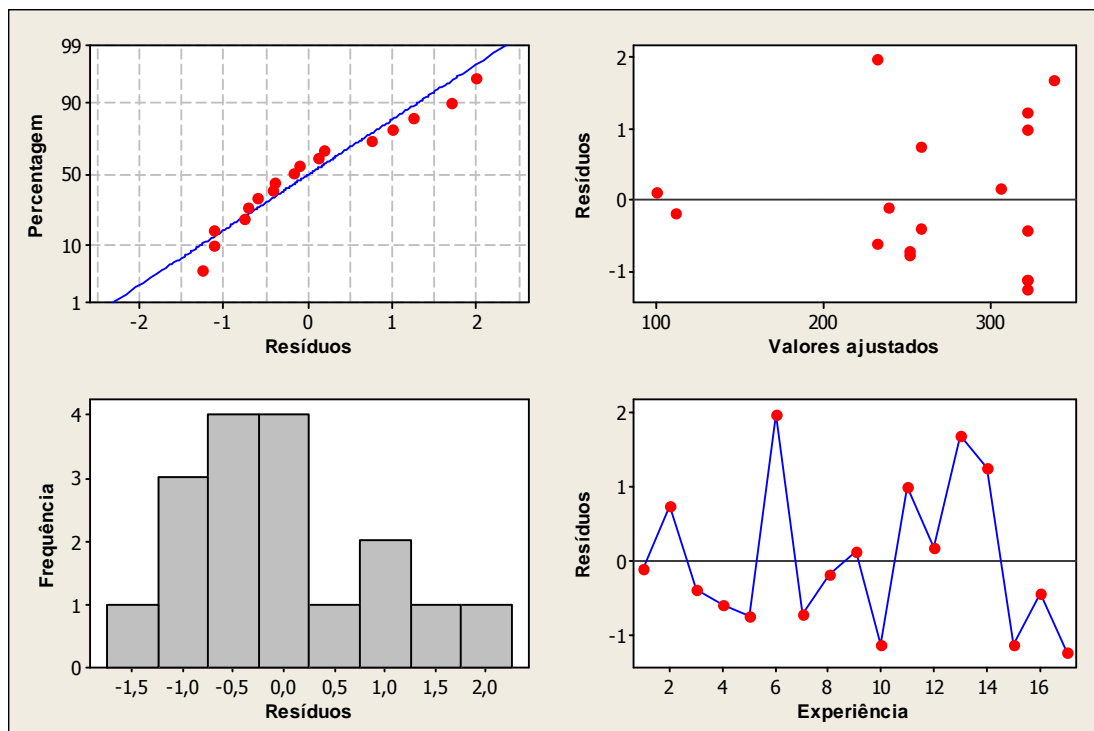 Percentagem
99
90
50
10
1
-2 -1 0 1 2
Resíduos
Resíduos
2
1
0
-1
100 200 300
Valores ajustados
Frequência
4
3
2
1
0
-1,5 -1,0 -0,5 0,0 0,5 1,0 1,5 2,0
Resíduos
Resíduos
2
1
0
-1
2 4 6 8 10 12 14 16
Experiência